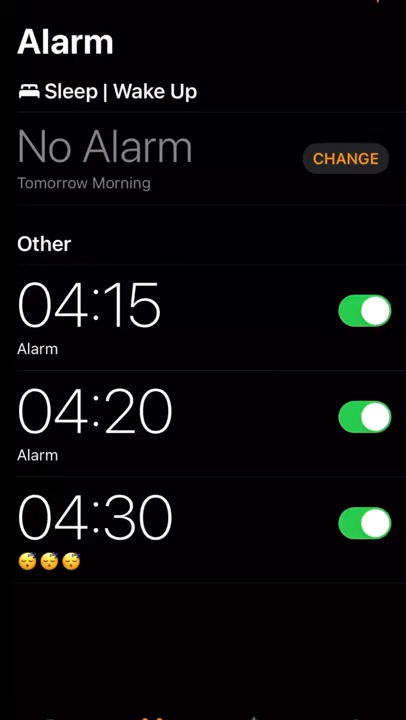 Alarm
Sleep | Wake Up
No Alarm
CHANGE
Tomorrow Morning
Other
04:15
Alarm
04:20
Alarm
04:30
😴😴😴